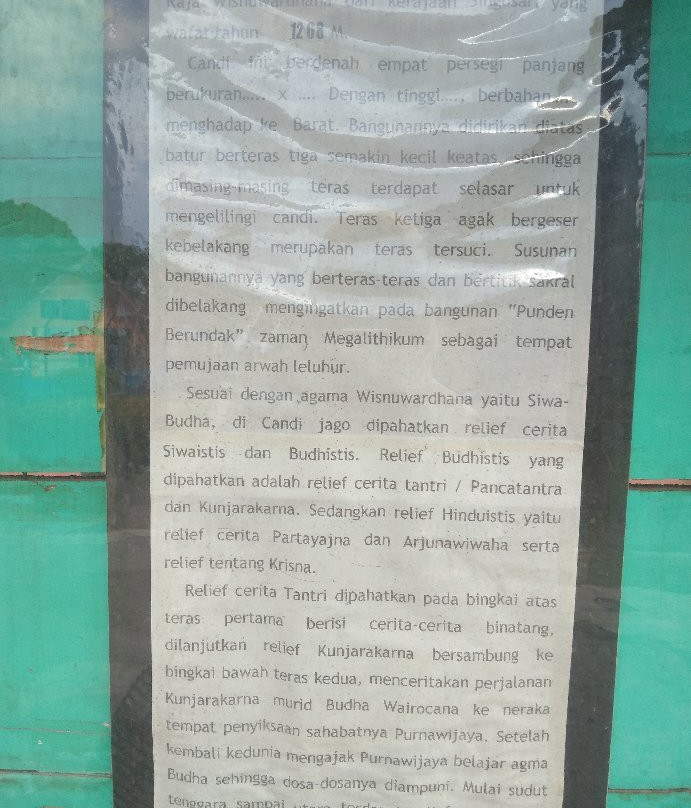 Raja Wisnuwardhana dari kerajaan Singosari, yang
wafat tahun 1268 M.
Candi ini berdenah empat persegi panjang
berukuran..... x .... Dengan tinggi...., berbahan
menghadap ke Barat. Bangunannya didirikan diatas
batur berteras tiga semakin kecil keatas, sehingga
dimasing-masing teras terdapat selasar untuk
mengelilingi candi. Teras ketiga agak bergeser
kebelakang merupakan teras tersuci. Susunan
bangunannya yang berteras-teras dan bertitik sakral
dibelakang mengingatkan pada bangunan "Punden
Berundak" zaman Megalithikum sebagai tempat
pemujaan arwah leluhur.
Sesuai dengan agama Wisnuwardhana yaitu Siwa-
Budha, di Candi jago dipahatkan relief cerita
Siwaistis dan Budhistis. Relief Budhistis yang
dipahatkan adalah relief cerita tantri / Pancatantra
dan Kunjarakarna. Sedangkan relief Hinduistis yaitu
relief cerita Partayajna dan Arjunawiwaha serta
relief tentang Krisna.
Relief cerita Tantri dipahatkan pada bingkai atas
teras pertama berisi cerita-cerita binatang,
dilanjutkan relief Kunjarakarna bersambung ke
bingkai bawah teras kedua, menceritakan perjalanan
Kunjarakarna murid Budha Wairocana ke neraka
tempat penyiksaan sahabatnya Purnawijaya. Setelah
kembali kedunia mengajak Purnawijaya belajar agma
Budha sehingga dosa-dosanya diampuni. Mulai sudut
tenggara sampai utara